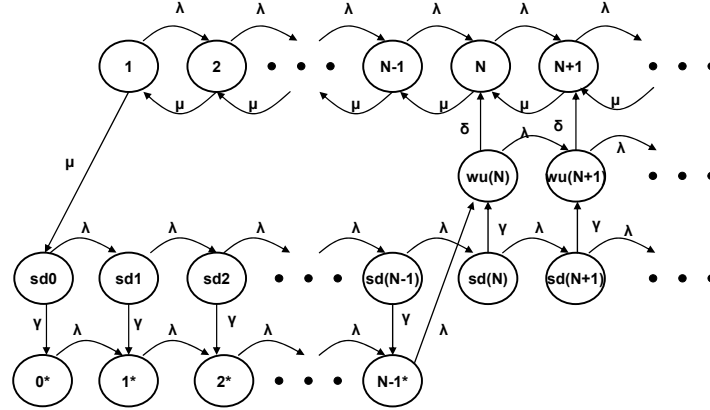 λ λ λ λ λ λ
1 2 • • • N-1 N N+1 • • •
μ μ μ μ μ μ
δ δ
μ
λ λ
wu(N) wu(N+1) • • •
λ λ λ λ λ λ λ
γ γ
sd0 sd1 sd2 • • • sd(N-1) sd(N) sd(N+1) • • •
γ γ γ γ
λ λ λ λ λ
0* 1* 2* • • • N-1*